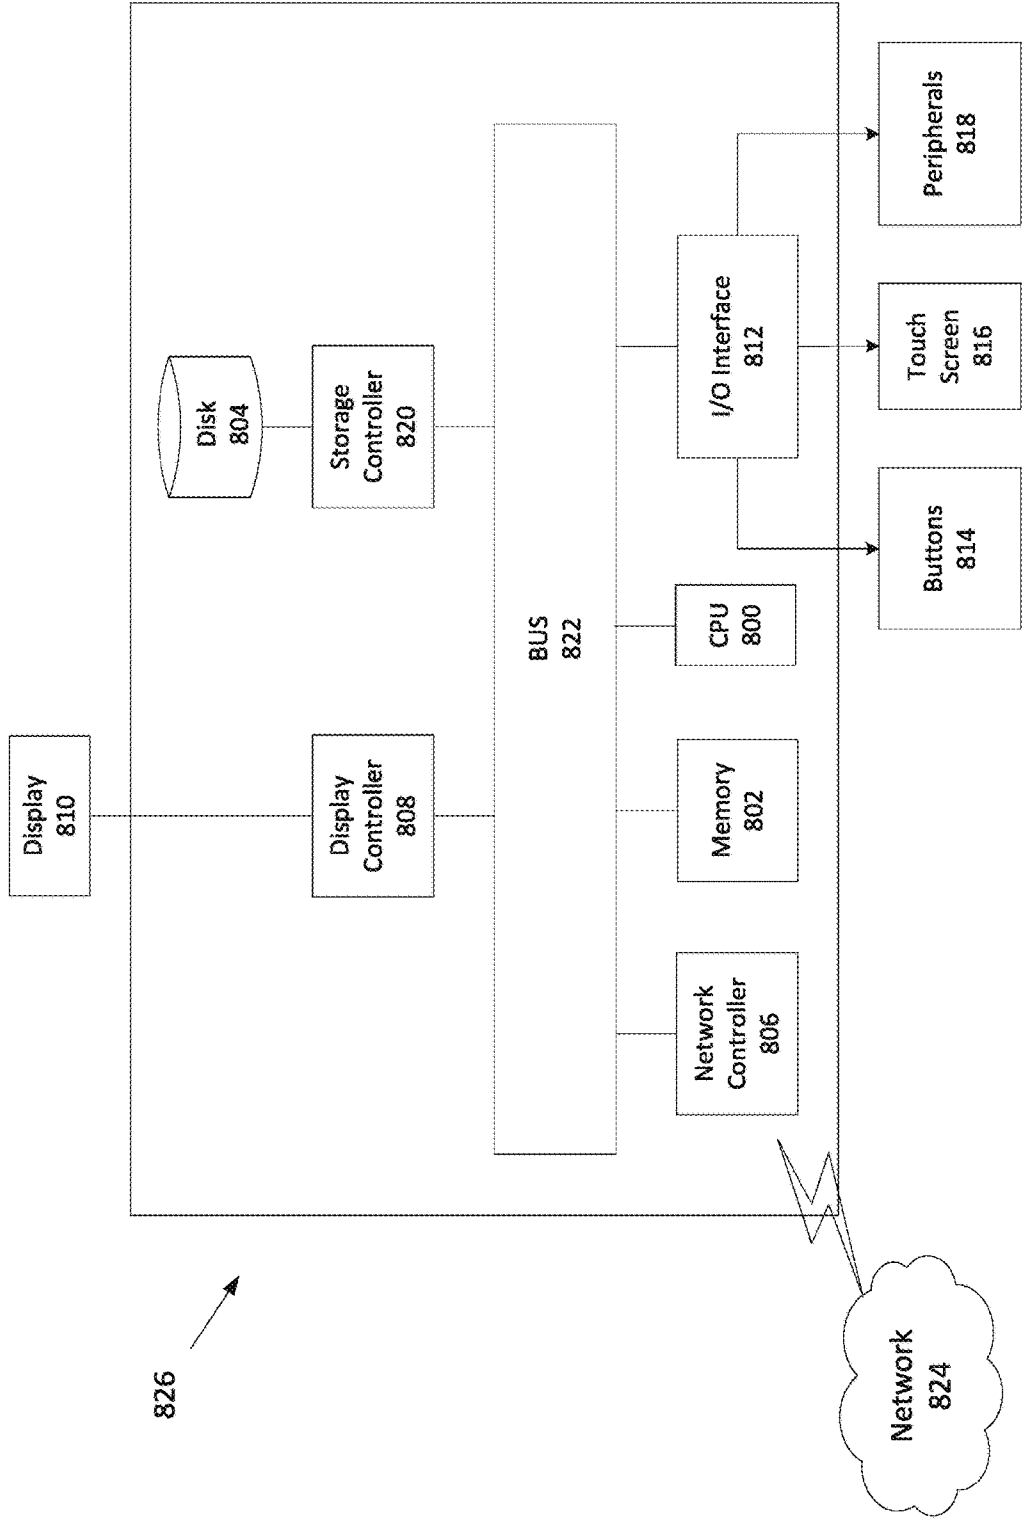 826
Display
810
Disk
804
Display
Controller
808
Storage
Controller
820
BUS
822
Network
Controller
806
Memory
802
CPU
800
I/O Interface
812
Network
824
Buttons
814
Touch
Screen
816
Peripherals
818